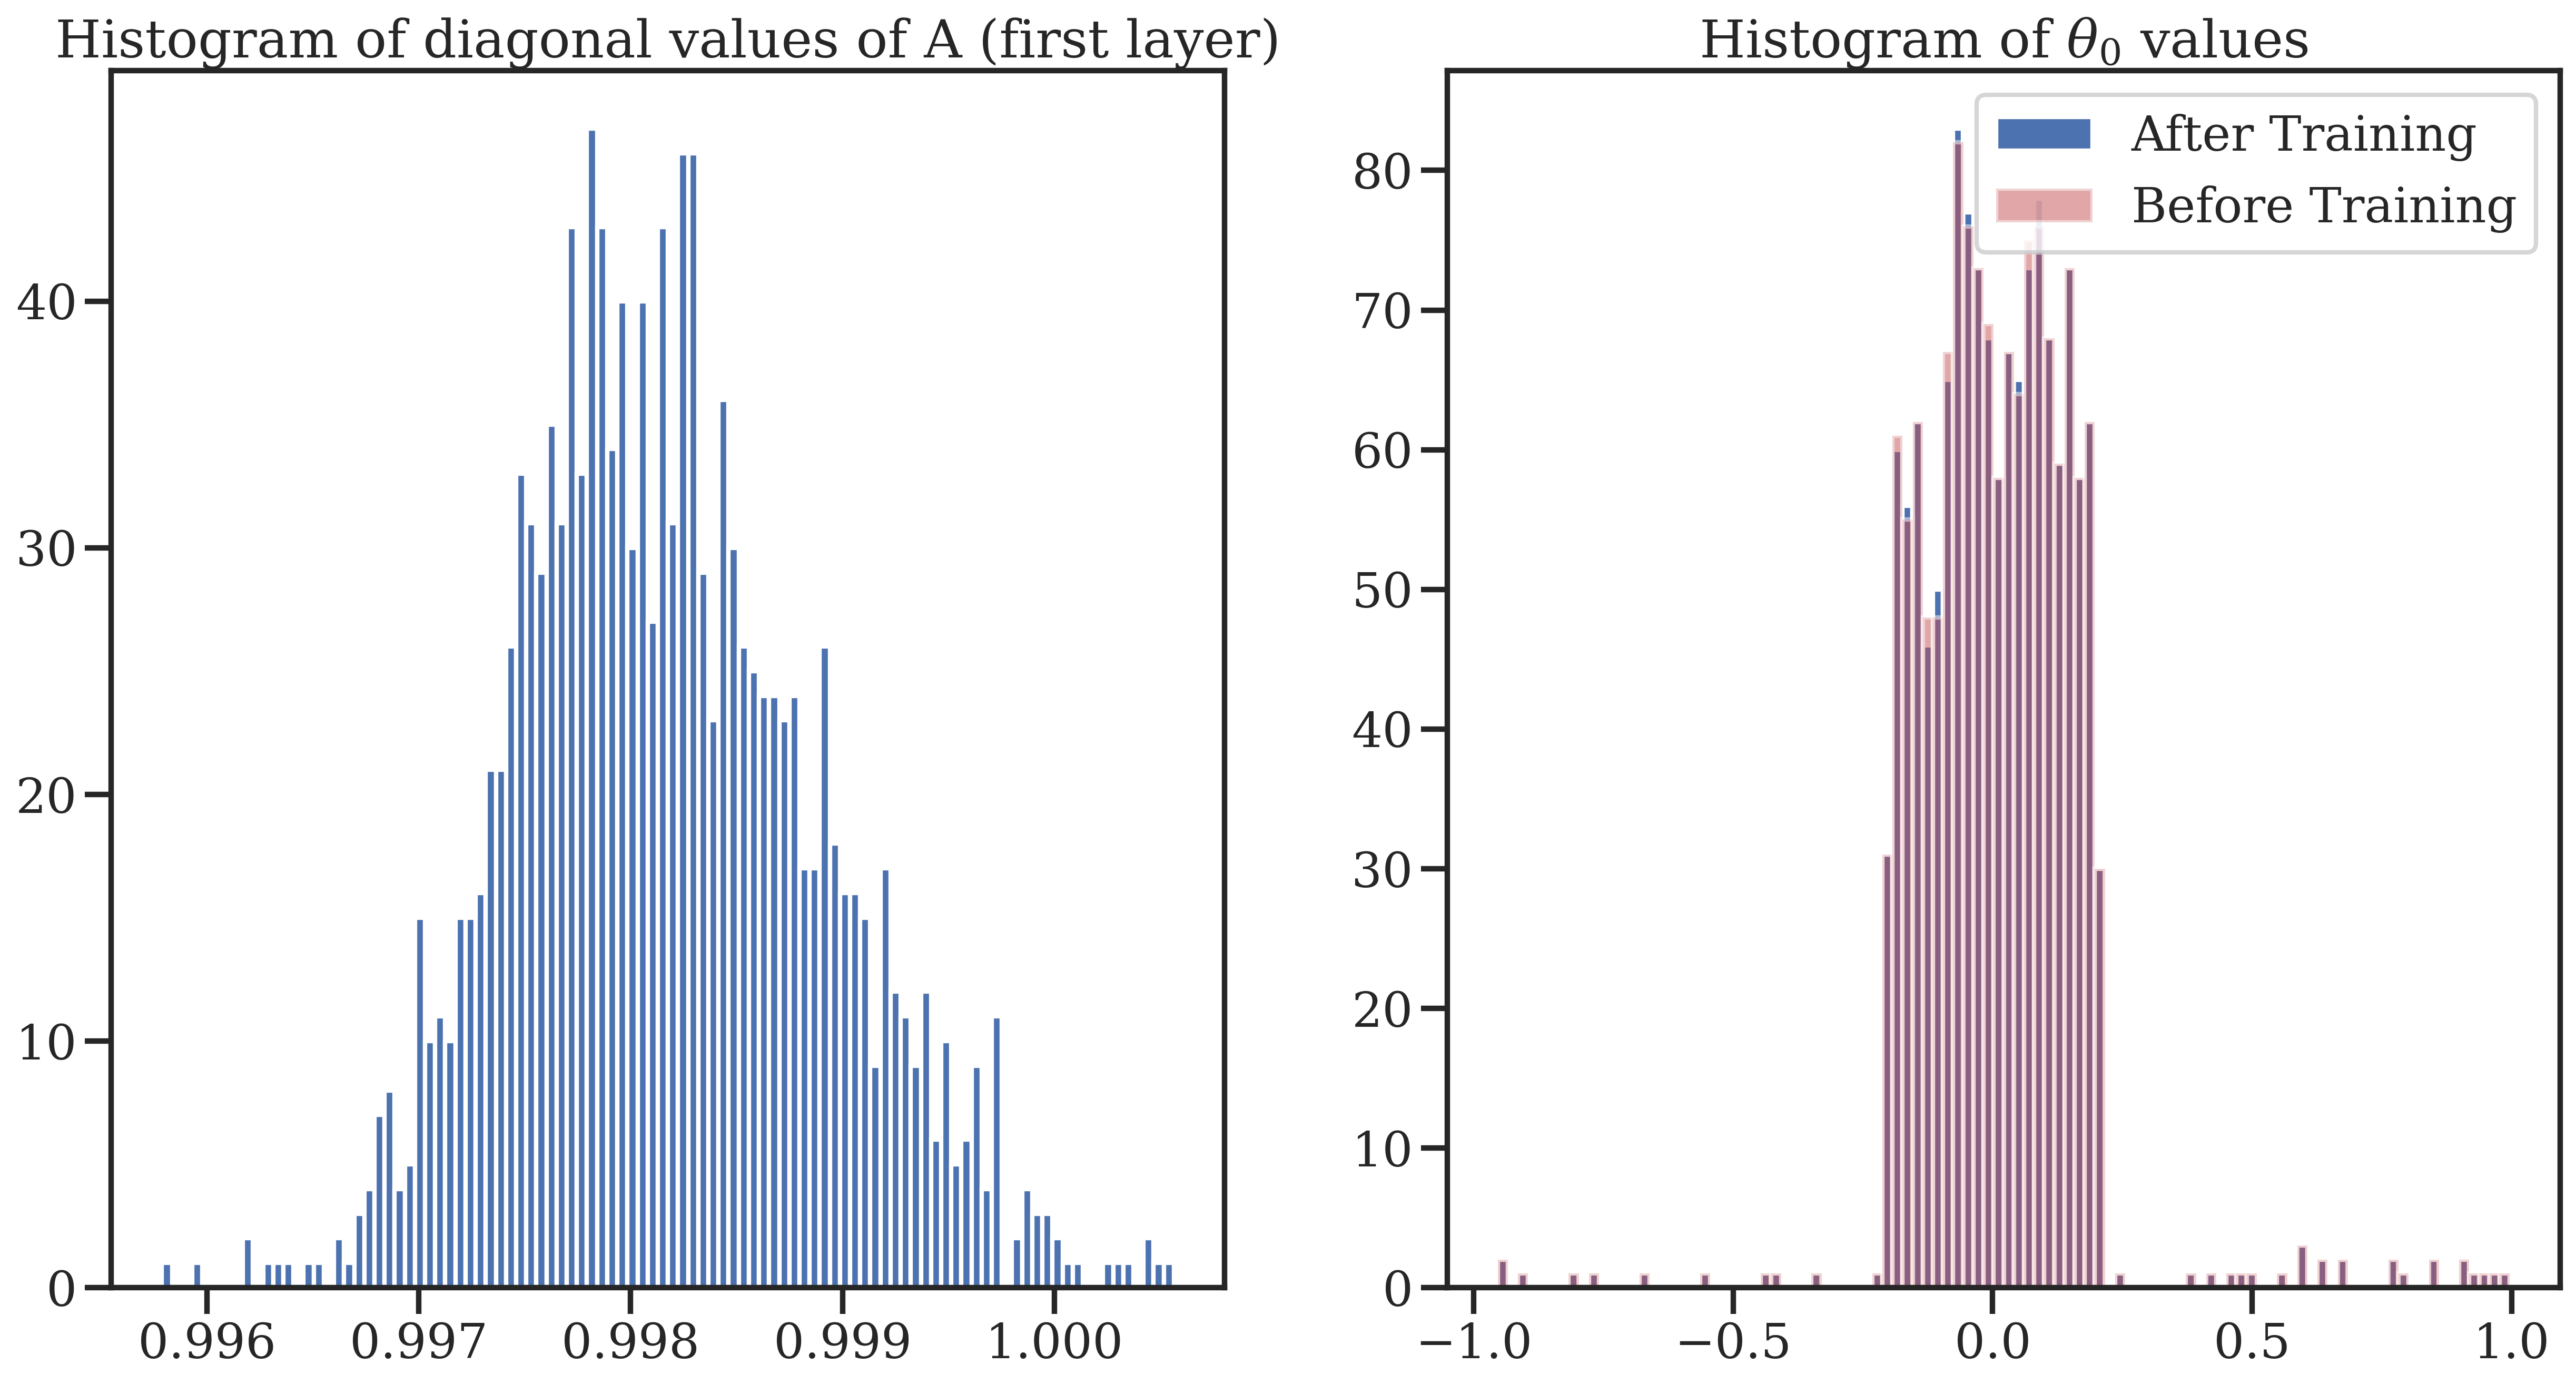 Histogram of diagonal values of A (first layer)
40
30
20
10
0
0.996 0.997 0.998 0.999 1.000
Histogram of θ₀ values
After Training
Before Training
80
70
60
50
40
30
20
10
0
−1.0 −0.5 0.0 0.5 1.0